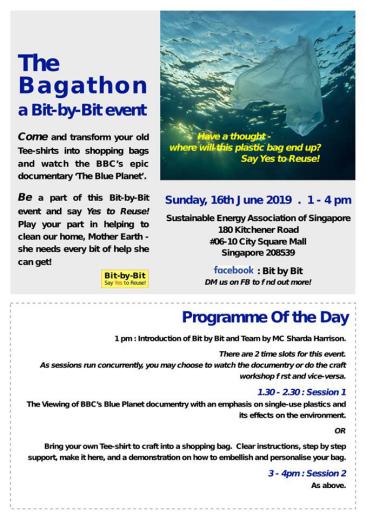 The
Bagathon
a Bit-by-Bit event
Come and transform your old
Tee-shirts into shopping bags
and watch the BBC's epic
documentary 'The Blue Planet'.
Be a part of this Bit-by-Bit
event and say Yes to Reuse!
Play your part in helping to
clean our home, Mother Earth -
she needs every bit of help she
can get!
Bit-by-Bit
Say Yes to Reuse!
Have a thought -
where will this plastic bag end up?
Say Yes to Reuse!
Sunday, 16th June 2019 . 1 - 4 pm
Sustainable Energy Association of Singapore
180 Kitchener Road
#06-10 City Square Mall
Singapore 208539
facebook : Bit by Bit
DM us on FB to f nd out more!
Programme Of the Day
1 pm : Introduction of Bit by Bit and Team by MC Sharda Harrison.
There are 2 time slots for this event.
As sessions run concurrently, you may choose to watch the documentry or do the craft
workshop f rst and vice-versa.
1.30 - 2.30 : Session 1
The Viewing of BBC's Blue Planet documentry with an emphasis on single-use plastics and
its effects on the environment.
OR
Bring your own Tee-shirt to craft into a shopping bag. Clear instructions, step by step
support, make it here, and a demonstration on how to embellish and personalise your bag.
3 - 4pm : Session 2
As above.